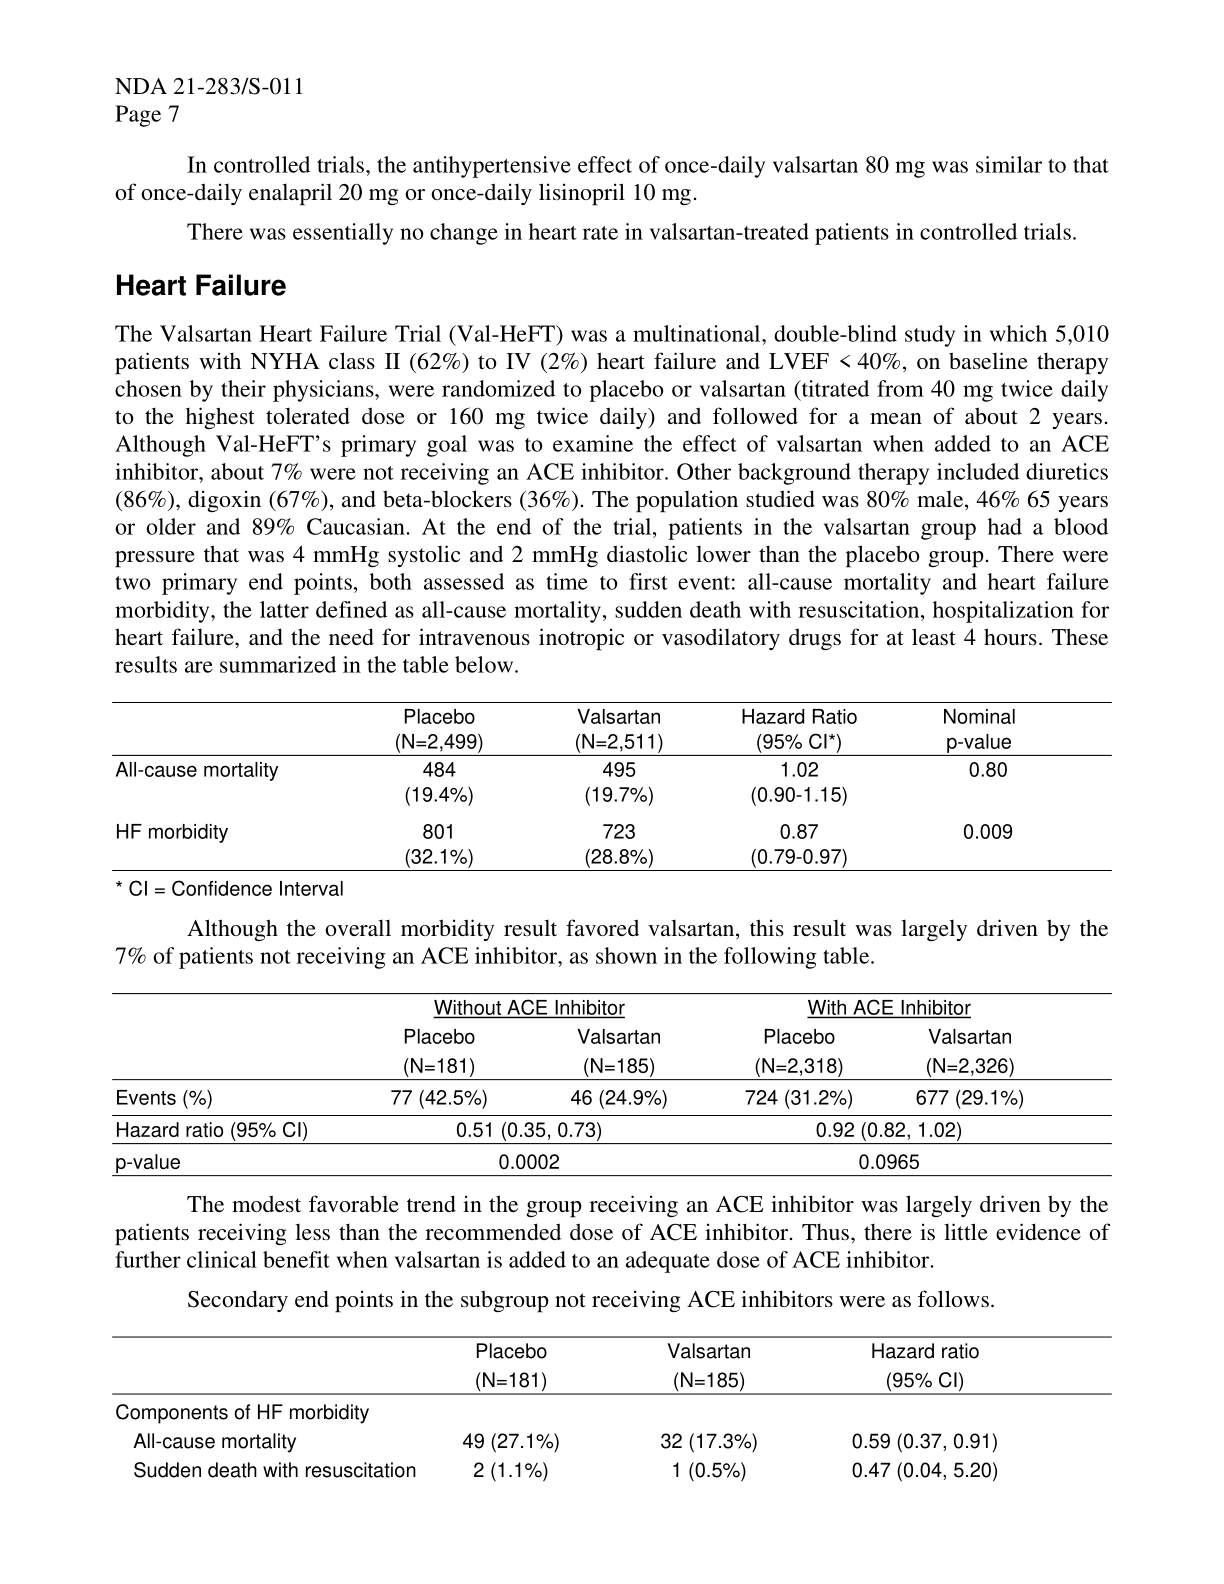 NDA 21-283/S-011
Page 7
In controlled trials, the antihypertensive effect of once-daily valsartan 80 mg was similar to that
of once-daily enalapril 20 mg or once-daily lisinopril 10 mg.
There was essentially no change in heart rate in valsartan-treated patients in controlled trials.
Heart Failure
The Valsartan Heart Failure Trial (Val-HeFT) was a multinational, double-blind study in which 5,010
patients with NYHA class II (62%) to IV (2%) heart failure and LVEF < 40%, on baseline therapy
chosen by their physicians, were randomized to placebo or valsartan (titrated from 40 mg twice daily
to the highest tolerated dose or 160 mg twice daily) and followed for a mean of about 2 years.
Although Val-HeFT’s primary goal was to examine the effect of valsartan when added to an ACE
inhibitor, about 7% were not receiving an ACE inhibitor. Other background therapy included diuretics
(86%), digoxin (67%), and beta-blockers (36%). The population studied was 80% male, 46% 65 years
or older and 89% Caucasian. At the end of the trial, patients in the valsartan group had a blood
pressure that was 4 mmHg systolic and 2 mmHg diastolic lower than the placebo group. There were
two primary end points, both assessed as time to first event: all-cause mortality and heart failure
morbidity, the latter defined as all-cause mortality, sudden death with resuscitation, hospitalization for
heart failure, and the need for intravenous inotropic or vasodilatory drugs for at least 4 hours. These
results are summarized in the table below.
Placebo Valsartan Hazard Ratio Nominal
(N=2,499) (N=2,511) (95% CI*) p-value
All-cause mortality 484 495 1.02 0.80
(19.4%) (19.7%) (0.90-1.15)
HF morbidity 801 723 0.87 0.009
(32.1%) (28.8%) (0.79-0.97)
* CI = Confidence Interval
Although the overall morbidity result favored valsartan, this result was largely driven by the
7% of patients not receiving an ACE inhibitor, as shown in the following table.
Without ACE Inhibitor With ACE Inhibitor
Placebo Valsartan Placebo Valsartan
(N=181) (N=185) (N=2,318) (N=2,326)
Events (%) 77 (42.5%) 46 (24.9%) 724 (31.2%) 677 (29.1%)
Hazard ratio (95% CI) 0.51 (0.35, 0.73) 0.92 (0.82, 1.02)
p-value 0.0002 0.0965
The modest favorable trend in the group receiving an ACE inhibitor was largely driven by the
patients receiving less than the recommended dose of ACE inhibitor. Thus, there is little evidence of
further clinical benefit when valsartan is added to an adequate dose of ACE inhibitor.
Secondary end points in the subgroup not receiving ACE inhibitors were as follows.
Placebo Valsartan Hazard ratio
(N=181) (N=185) (95% CI)
Components of HF morbidity
All-cause mortality 49 (27.1%) 32 (17.3%) 0.59 (0.37, 0.91)
Sudden death with resuscitation 2 (1.1%) 1 (0.5%) 0.47 (0.04, 5.20)